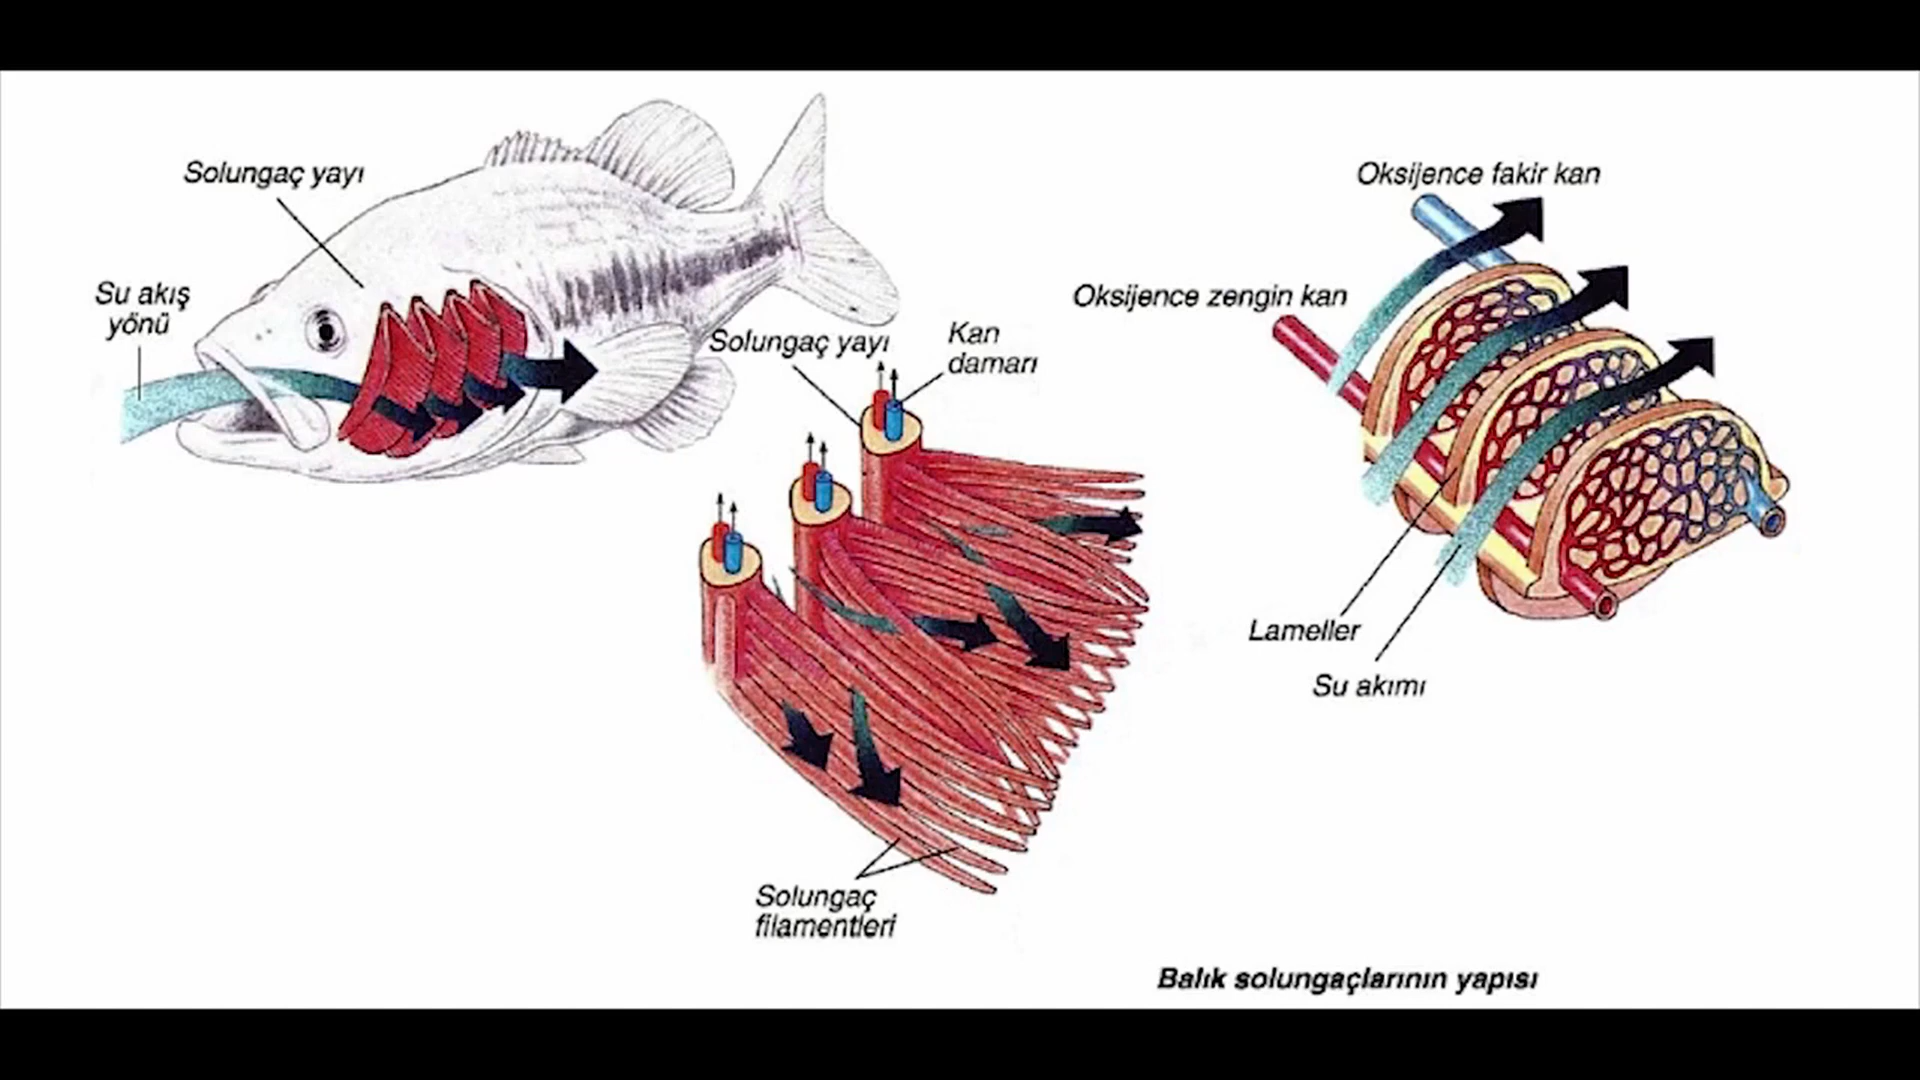 Solungaç yayı
Su akış
yönü
Solungaç yayı
Kan
damarı
Solungaç
filamentleri
Oksijence fakir kan
Oksijence zengin kan
Lameller
Su akımı
Balık solungaçlarının yapısı